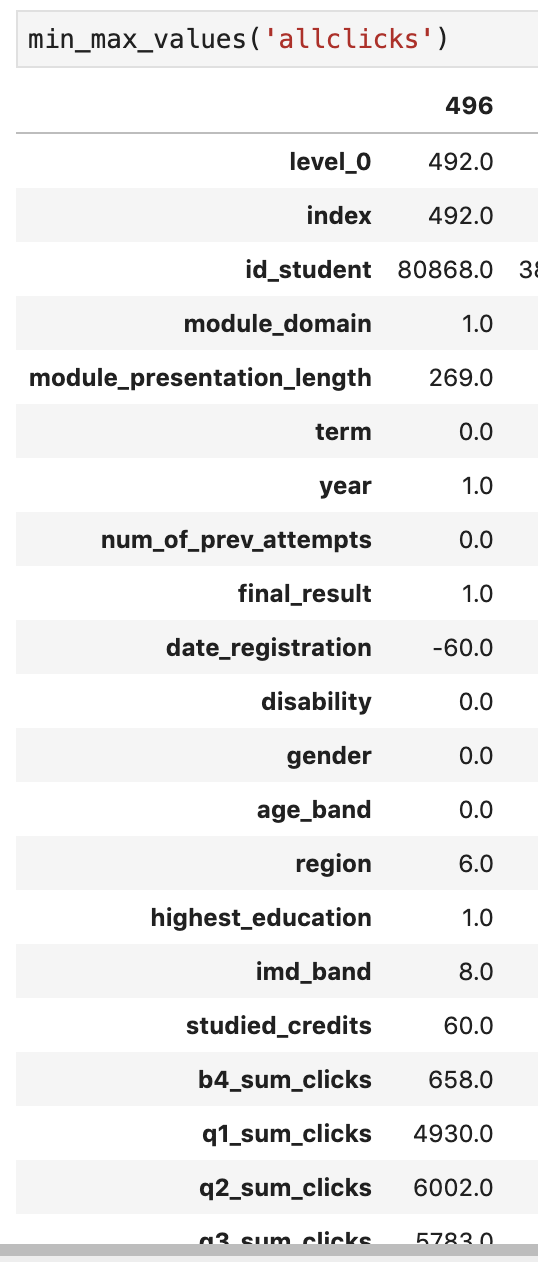 min_max_values('allclicks')
496
level_0 492.0
index 492.0
id_student 80868.0 38
module_domain 1.0
module_presentation_length 269.0
term 0.0
year 1.0
num_of_prev_attempts 0.0
final_result 1.0
date_registration -60.0
disability 0.0
gender 0.0
age_band 0.0
region 6.0
highest_education 1.0
imd_band 8.0
studied_credits 60.0
b4_sum_clicks 658.0
q1_sum_clicks 4930.0
q2_sum_clicks 6002.0
q3_sum_clicks 5783.0